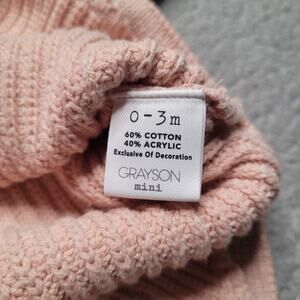 0-3m
60% COTTON
40% ACRYLIC
Exclusive Of Decoration
GRAYSON
mini